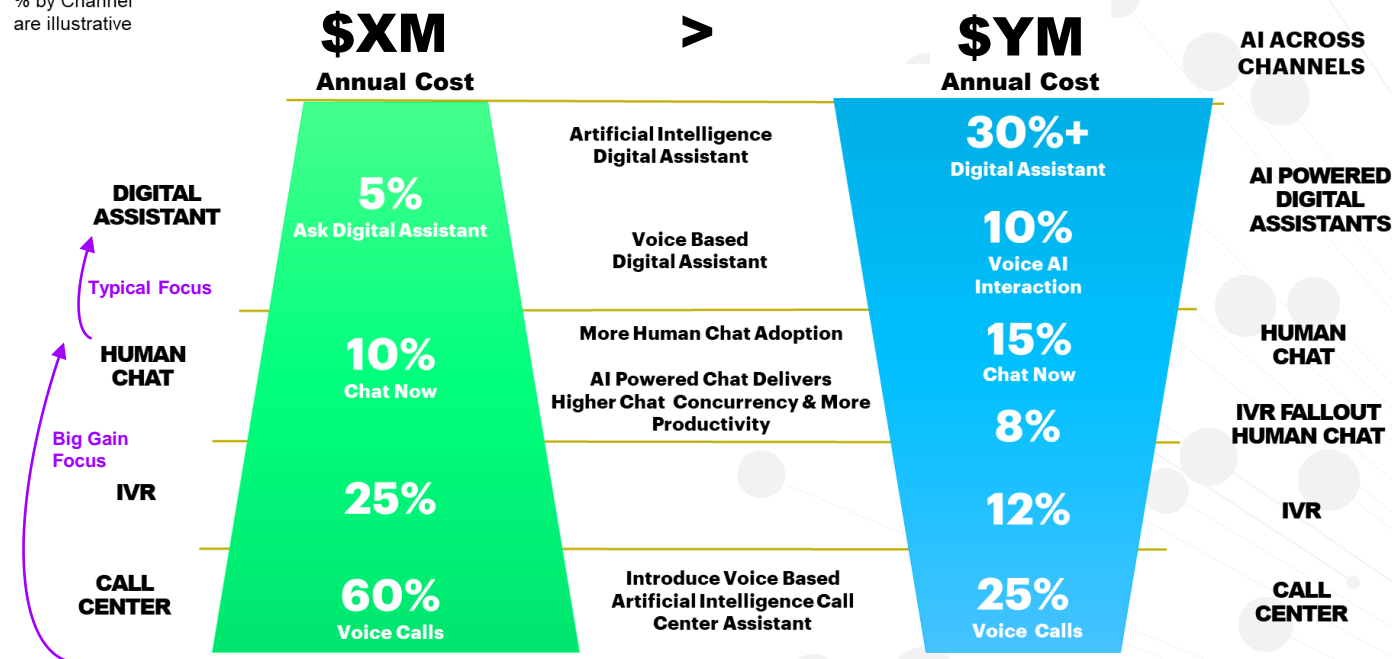 % by Channel
are illustrative
$XM
Annual Cost
>
$YM
Annual Cost
AI ACROSS
CHANNELS
DIGITAL
ASSISTANT
5%
Ask Digital Assistant
Artificial Intelligence
Digital Assistant
Voice Based
Digital Assistant
30%+
Digital Assistant
10%
Voice AI
Interaction
AI POWERED
DIGITAL
ASSISTANTS
Typical Focus
HUMAN
CHAT
10%
Chat Now
More Human Chat Adoption
AI Powered Chat Delivers
Higher Chat Concurrency & More
Productivity
15%
Chat Now
8%
HUMAN
CHAT
IVR FALLOUT
HUMAN CHAT
Big Gain
Focus
IVR
25%
12%
IVR
CALL
CENTER
60%
Voice Calls
Introduce Voice Based
Artificial Intelligence Call
Center Assistant
25%
Voice Calls
CALL
CENTER